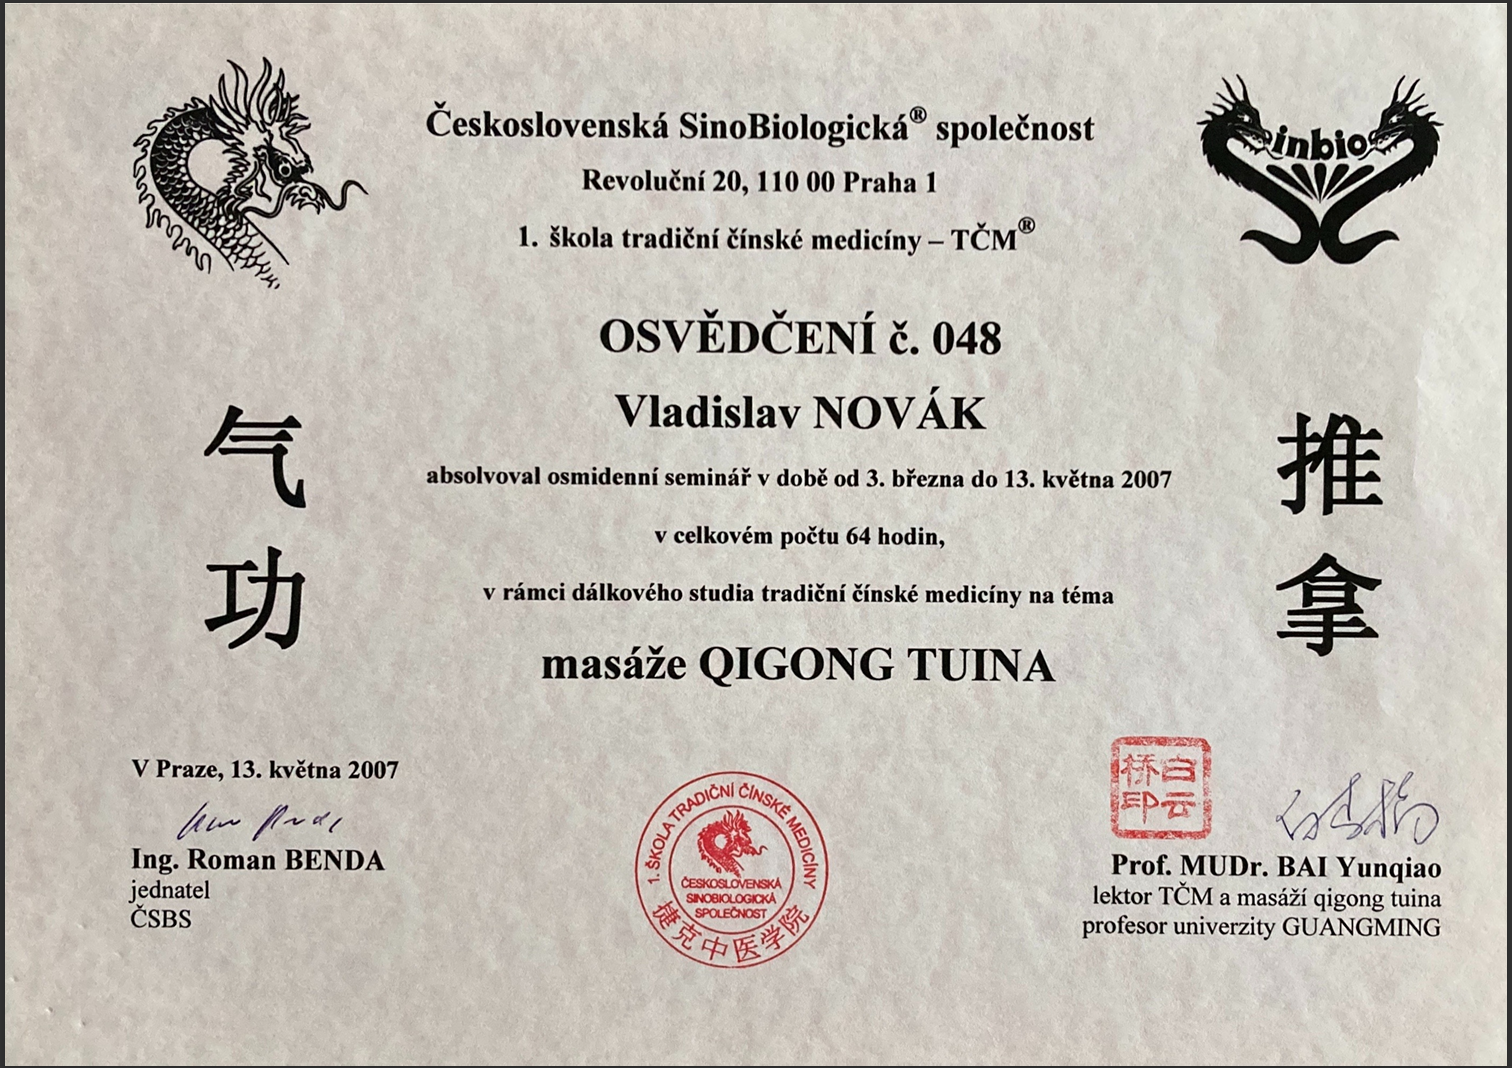 Československá SinoBiologická® společnost
inbio
Revoluční 20, 110 00 Praha 1
1. škola tradiční čínské medicíny – TČM®
OSVĚDČENÍ č. 048
Vladislav NOVÁK
absolvoval osmidenní seminář v době od 3. března do 13. května 2007
v celkovém počtu 64 hodin,
v rámci dálkového studia tradiční čínské medicíny na téma
masáže QIGONG TUINA
气功
推拿
V Praze, 13. května 2007
Ing. Roman BENDA
jednatel
ČSBS
1. ŠKOLA TRADIČNÍ ČÍNSKÉ MEDICÍNY
ČESKOSLOVENSKÁ
SINOBIOLOGICKÁ
SPOLEČNOST
捷克中医学院
白云
桥印
Prof. MUDr. BAI Yunqiao
lektor TČM a masáží qigong tuina
profesor univerzity GUANGMING